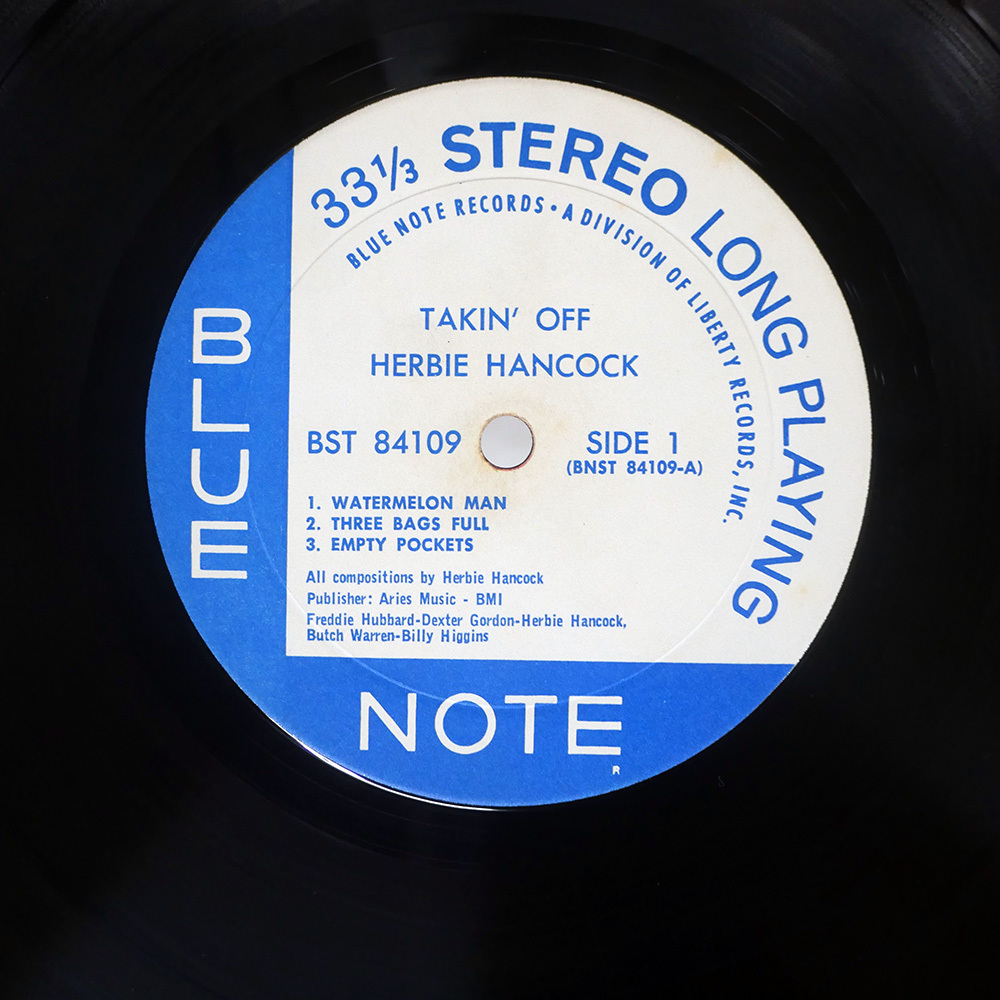 33 1/3 STEREO LONG PLAYING
BLUE NOTE RECORDS • A DIVISION OF LIBERTY RECORDS, INC.
TAKIN' OFF
HERBIE HANCOCK
BST 84109
SIDE 1
(BNST 84109-A)
1. WATERMELON MAN
2. THREE BAGS FULL
3. EMPTY POCKETS
All compositions by Herbie Hancock
Publisher: Aries Music - BMI
Freddie Hubbard-Dexter Gordon-Herbie Hancock,
Butch Warren-Billy Higgins
BLUE
NOTE
R